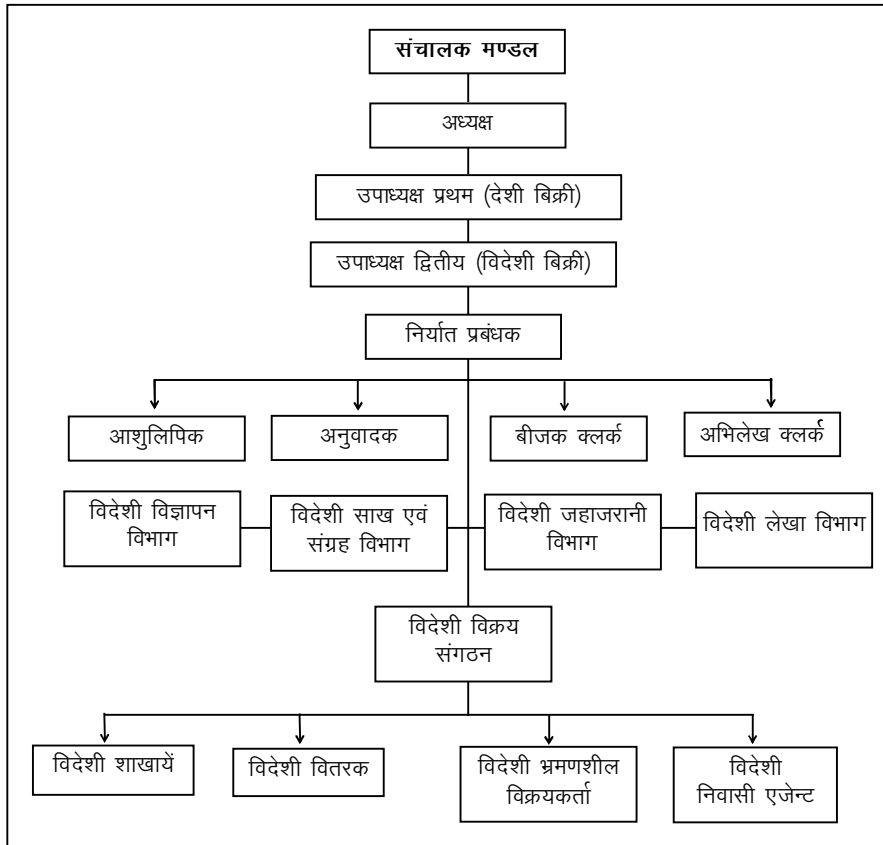 संचालक मण्डल
अध्यक्ष
उपाध्यक्ष प्रथम (देशी बिक्री)
उपाध्यक्ष द्वितीय (विदेशी बिक्री)
निर्यात प्रबंधक
आशुलिपिक
अनुवादक
बीजक क्लर्क
अभिलेख क्लर्क
विदेशी विज्ञापन
विभाग
विदेशी साख एवं
संग्रह विभाग
विदेशी जहाजरानी
विभाग
विदेशी लेखा विभाग
विदेशी विक्रय
संगठन
विदेशी शाखायें
विदेशी वितरक
विदेशी भ्रमणशील
विक्रयकर्ता
विदेशी
निवासी एजेन्ट